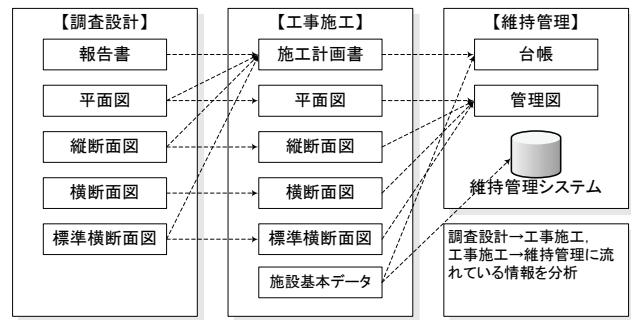 【調査設計】
報告書
平面図
縦断面図
横断面図
標準横断面図
【工事施工】
施工計画書
平面図
縦断面図
横断面図
標準横断面図
施設基本データ
【維持管理】
台帳
管理図
維持管理システム
調査設計→工事施工,
工事施工→維持管理に流
れている情報を分析